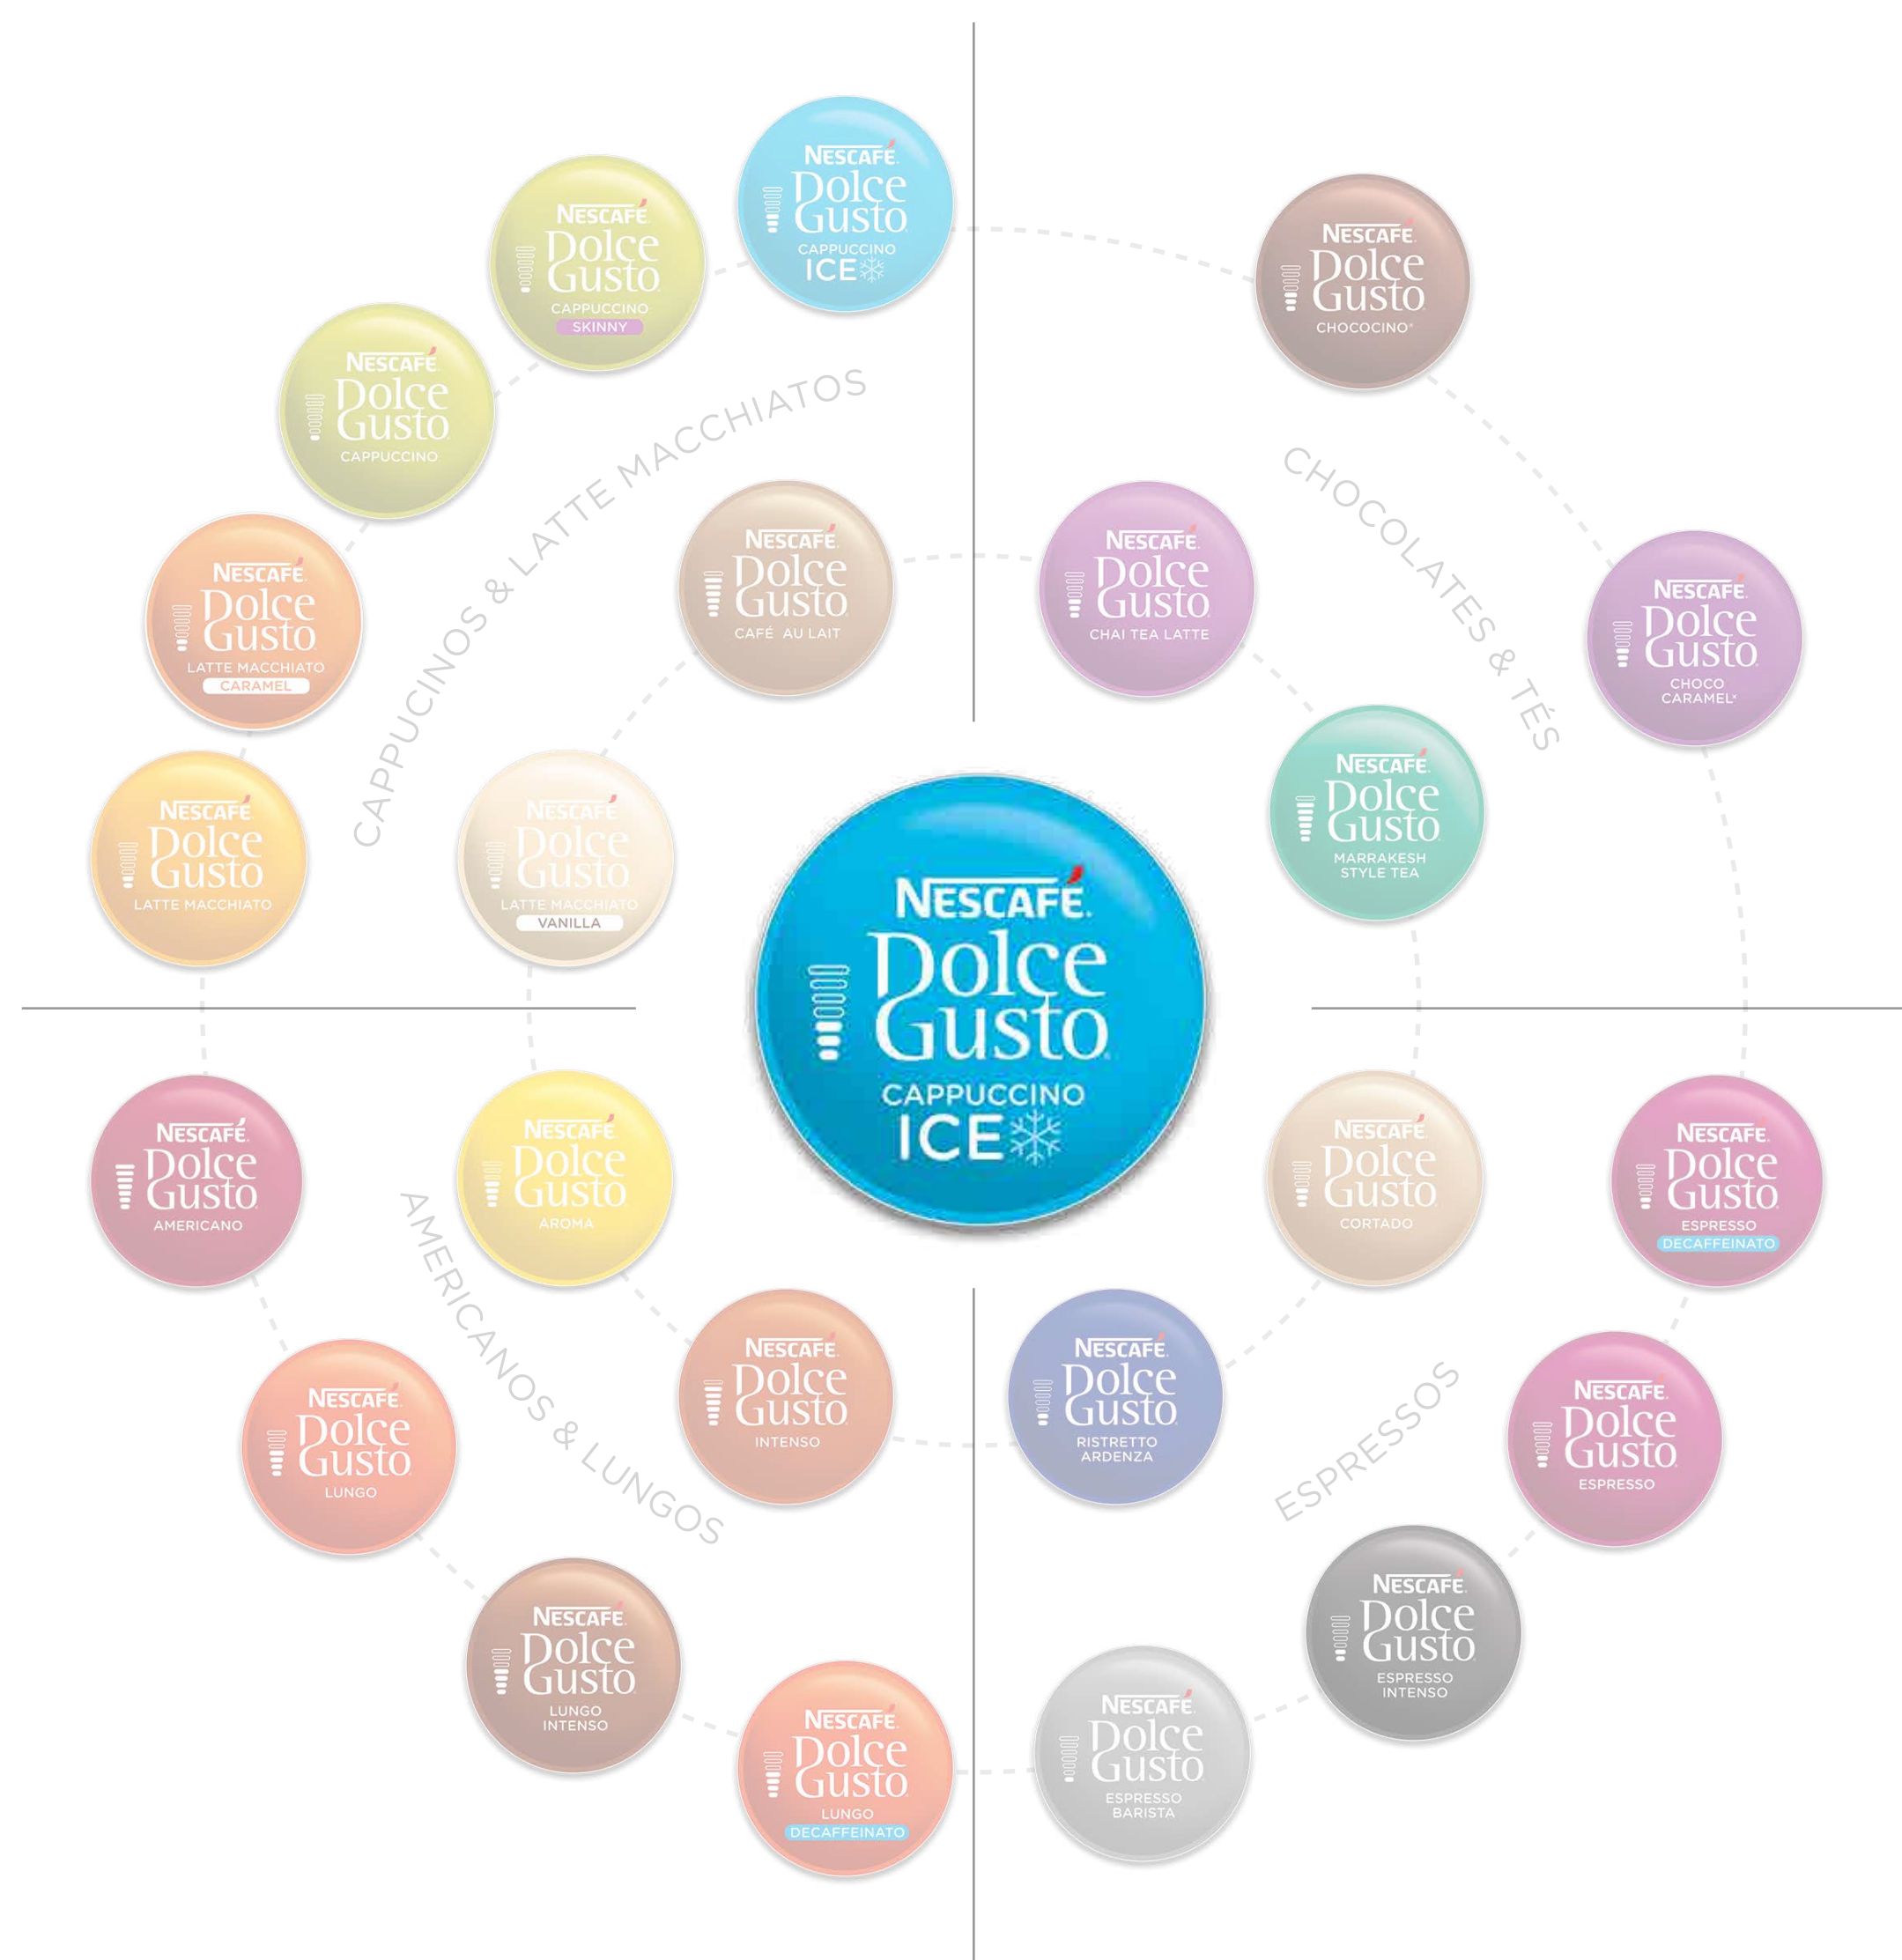 NESCAFÉ.
Dolce
Gusto
CAPPUCCINO
ICE
NESCAFÉ.
Dolce
Gusto
CAPPUCCINO
SKINNY
NESCAFÉ.
Dolce
Gusto
CAPPUCCINO
NESCAFÉ.
Dolce
Gusto
LATTE MACCHIATO
CARAMEL
NESCAFÉ
Dolce
Gusto
LATTE MACCHIATO
CAPPUCINOS & LATTE MACCHIATOS
NESCAFÉ.
Dolce
Gusto
CAFÉ AU LAIT
NESCAFÉ.
Dolce
Gusto
LATTE MACCHIATO
VANILLA
NESCAFÉ.
Dolce
Gusto
CHOCOCINO®
NESCAFÉ.
Dolce
Gusto
CHOCO
CARAMEL*
CHOCOLATES & TÉS
NESCAFÉ.
Dolce
Gusto
CHAI TEA LATTE
NESCAFÉ.
Dolce
Gusto
MARRAKESH
STYLE TEA
NESCAFÉ.
Dolce
Gusto
CAPPUCCINO
ICE
NESCAFÉ.
Dolce
Gusto
AMERICANO
NESCAFÉ.
Dolce
Gusto
AROMA
AMERICANOS & LUNGOS
NESCAFÉ.
Dolce
Gusto
LUNGO
NESCAFÉ.
Dolce
Gusto
INTENSO
NESCAFÉ.
Dolce
Gusto
LUNGO
INTENSO
NESCAFÉ.
Dolce
Gusto
LUNGO
DECAFFEINATO
NESCAFÉ.
Dolce
Gusto
CORTADO
NESCAFÉ.
Dolce
Gusto
ESPRESSO
DECAFFEINATO
NESCAFÉ.
Dolce
Gusto
RISTRETTO
ARDENZA
ESPRESSOS
NESCAFÉ.
Dolce
Gusto
ESPRESSO
NESCAFÉ.
Dolce
Gusto
ESPRESSO
INTENSO
NESCAFÉ.
Dolce
Gusto
ESPRESSO
BARISTA